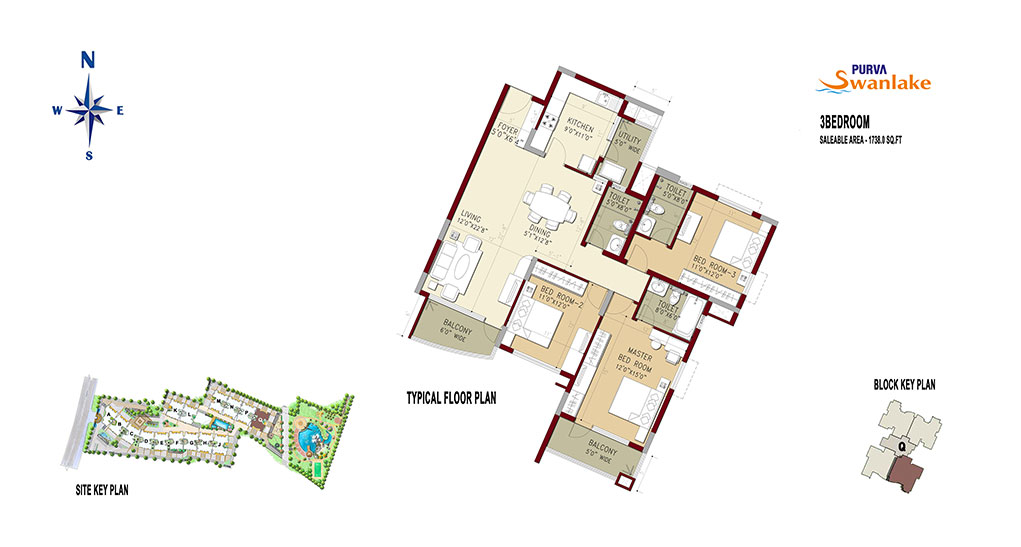 N
W E
S
PURVA
Swanlake
3BEDROOM
SALEABLE AREA - 1738.0 SQ.FT
FOYER
5'0"X6'4"
KITCHEN
9'0"X11'0"
UTILITY
5'0" WIDE
TOILET
5'0"X8'0"
TOILET
5'0"X8'0"
LIVING
12'0"X22'8"
DINING
5'1"X12'8"
BED ROOM-3
11'0"X12'0"
BED ROOM-2
11'0"X12'0"
TOILET
8'0"X6'0"
BALCONY
6'0" WIDE
MASTER
BED ROOM
12'0"X15'0"
BALCONY
5'0" WIDE
TYPICAL FLOOR PLAN
SITE KEY PLAN
BLOCK KEY PLAN
Q